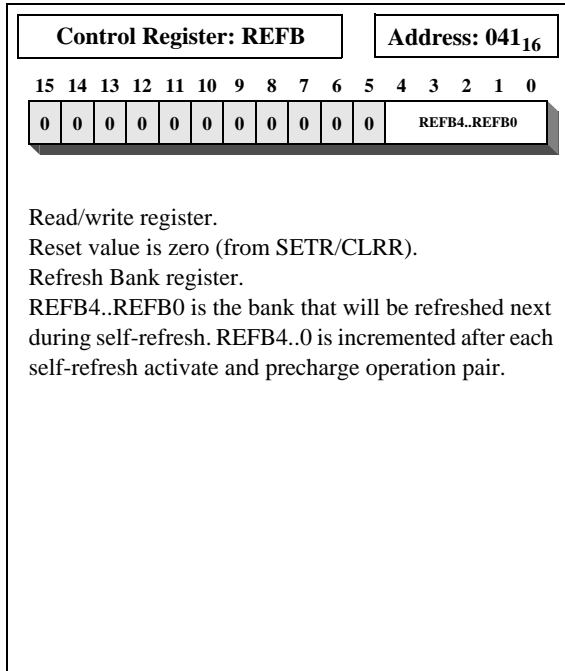 Control Register: REFB
Address: 041₁₆
15 14 13 12 11 10 9 8 7 6 5 4 3 2 1 0
0 0 0 0 0 0 0 0 0 0 0 REFB4..REFB0
Read/write register.
Reset value is zero (from SETR/CLRR).
Refresh Bank register.
REFB4..REFB0 is the bank that will be refreshed next
during self-refresh. REFB4..0 is incremented after each
self-refresh activate and precharge operation pair.